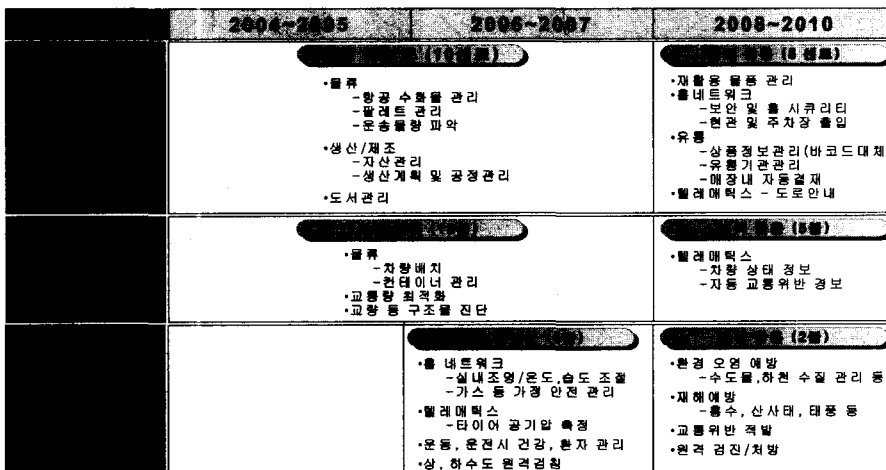 2004~2005 2006~2007 2008~2010
•물류
-항공 수화물 관리
-팔레트 관리
-운송물량 파악
•생산/제조
-자산관리
-생산계획 및 공정관리
•도서관리
•재활용 물품 관리
•홈네트워크
-보안 및 홈 시큐리티
-현관 및 주차장 출입
•유통
-상품정보관리(바코드대체
-유통기관관리
-매장내 자동결재
•텔레매틱스 - 도로안내
•물류
-차량배치
-컨테이너 관리
•교통량 최적화
•교량 등 구조물 진단
(5불)
•텔레매틱스
-차량 상태 정보
-자동 교통위반 경보
•홈 네트워크
-실내조명/온도,습도 조절
-가스 등 가정 안전 관리
•텔레매틱스
-타이어 공기압 측정
•운동, 운전시 건강, 환자 관리
•상, 하수도 원격검침
(2불)
•환경 오염 예방
-수도물,하천 수질 관리 등
•재해예방
-홍수, 산사태, 태풍 등
•교통위반 적발
•원격 검진/처방